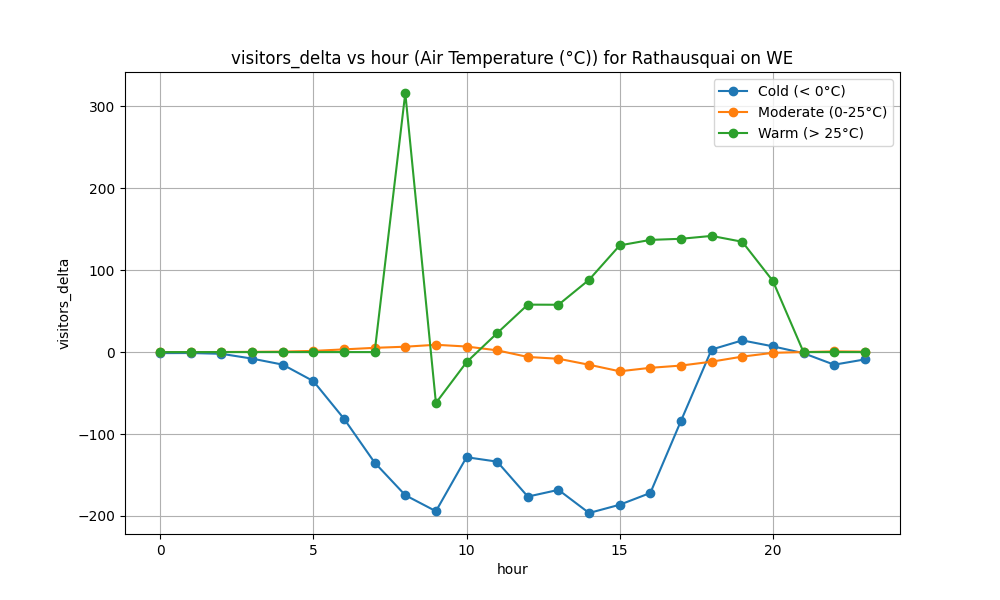 visitors_delta vs hour (Air Temperature (°C)) for Rathausquai on WE
Cold (< 0°C)
Moderate (0-25°C)
Warm (> 25°C)
visitors_delta
300
200
100
0
−100
−200
0 5 10 15 20
hour